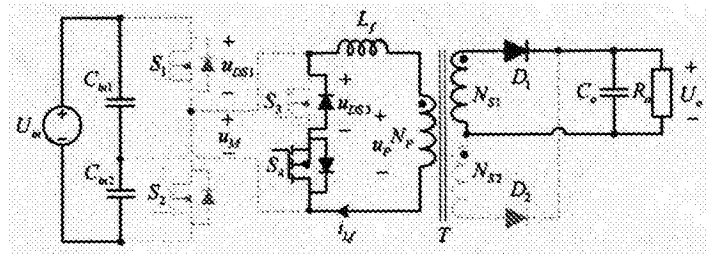 L_f
S_1
u_DS1
C_in1
S_3
u_DS3
D_1
N_S1
C_o
R_o
U_o
U_in
u_M
u_P
N_P
S_4
C_in2
S_2
N_S2
D_2
i_Lf
T